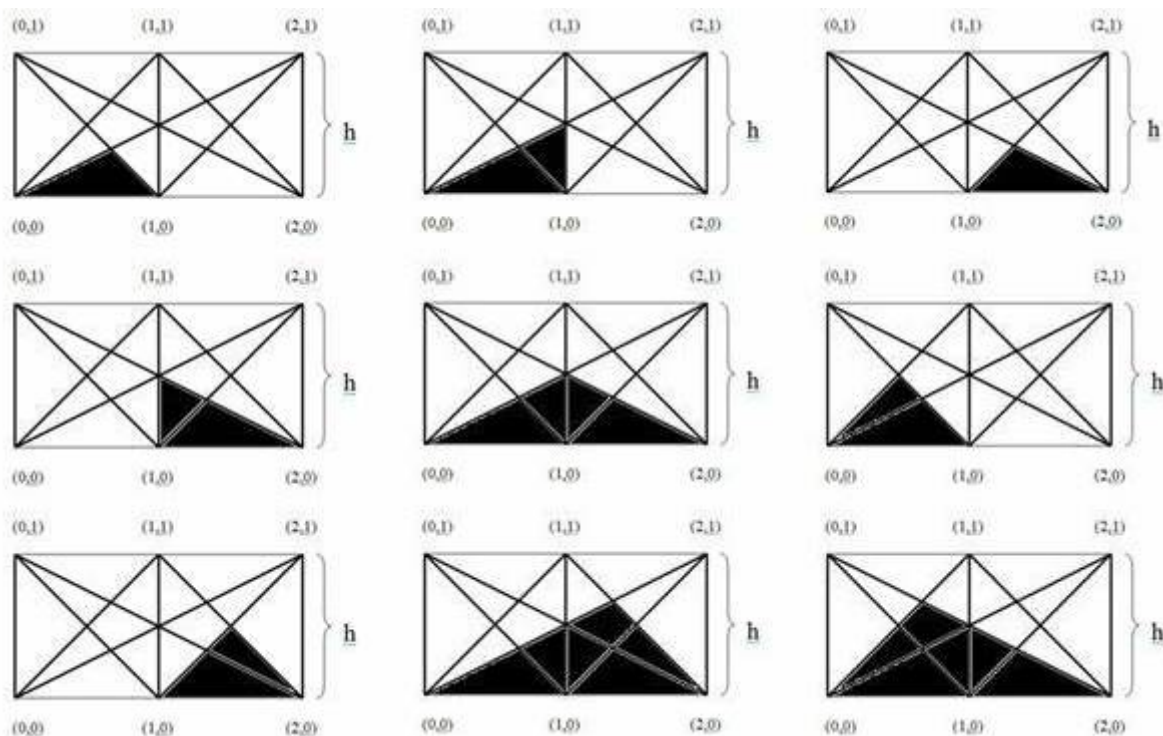 (0,1) (1,1) (2,1) (0,1) (1,1) (2,1) (0,1) (1,1) (2,1)
h h h
(0,0) (1,0) (2,0) (0,0) (1,0) (2,0) (0,0) (1,0) (2,0)
(0,1) (1,1) (2,1) (0,1) (1,1) (2,1) (0,1) (1,1) (2,1)
h h h
(0,0) (1,0) (2,0) (0,0) (1,0) (2,0) (0,0) (1,0) (2,0)
(0,1) (1,1) (2,1) (0,1) (1,1) (2,1) (0,1) (1,1) (2,1)
h h h
(0,0) (1,0) (2,0) (0,0) (1,0) (2,0) (0,0) (1,0) (2,0)